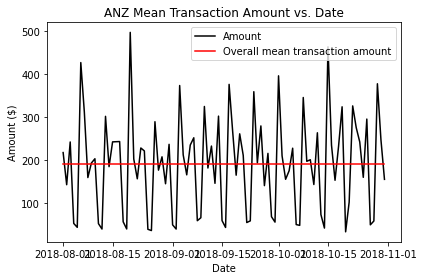 ANZ Mean Transaction Amount vs. Date
Amount
Overall mean transaction amount
Amount ($)
500
400
300
200
100
2018-08-01 2018-08-15 2018-09-01 2018-09-15 2018-10-01 2018-10-15 2018-11-01
Date